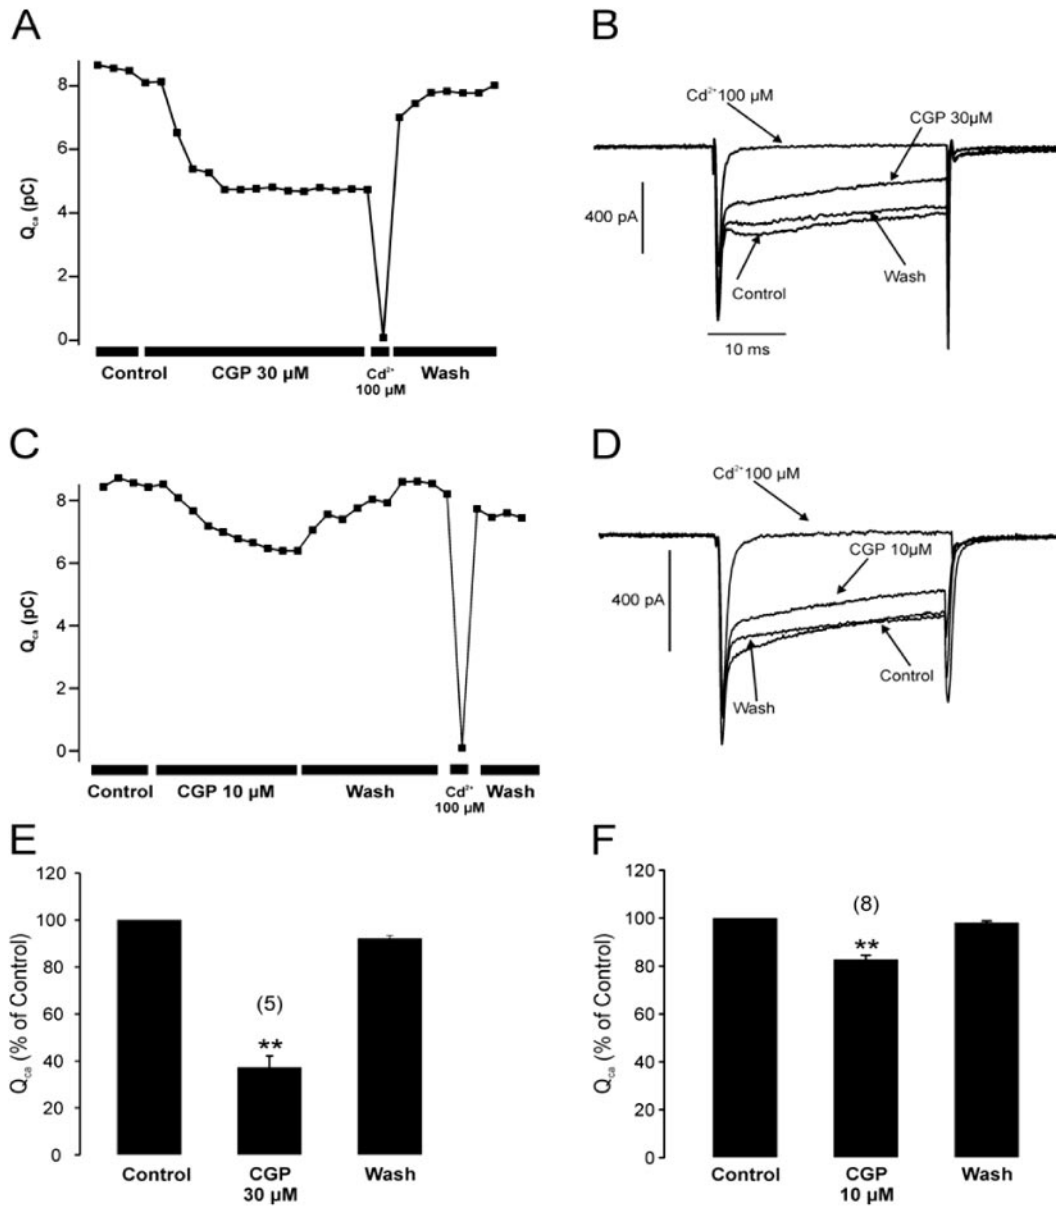 A
8
6
4
2
0
Q_ca (pC)
Control
CGP 30 µM
Cd²⁺
100 µM
Wash
B
Cd²⁺100 µM
CGP 30µM
400 pA
Wash
Control
10 ms
C
8
6
4
2
0
Q_ca (pC)
Control
CGP 10 µM
Wash
Cd²⁺
100 µM
Wash
D
Cd²⁺100 µM
CGP 10µM
400 pA
Control
Wash
E
120
100
80
60
40
20
0
Q_ca (% of Control)
(5)
**
Control
CGP
30 µM
Wash
F
120
100
80
60
40
20
0
Q_ca (% of Control)
(8)
**
Control
CGP
10 µM
Wash